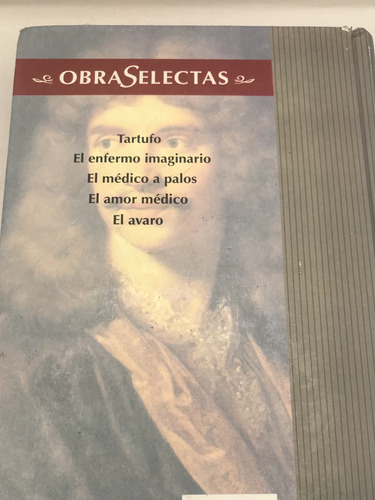 OBRASELECTAS
Tartufo
El enfermo imaginario
El médico a palos
El amor médico
El avaro